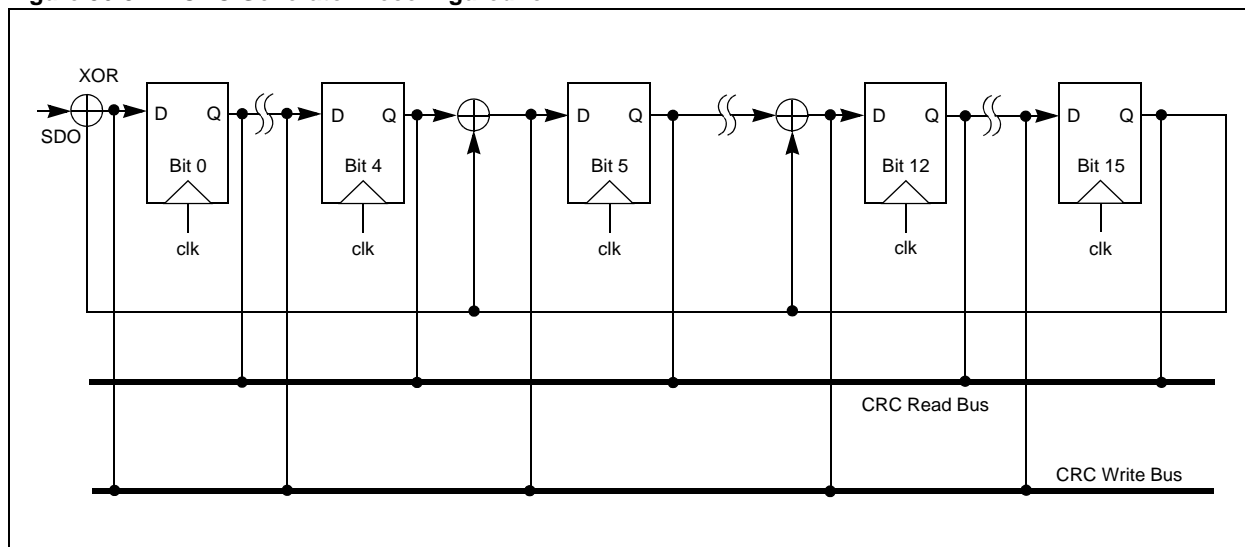 XOR
SDO
D Q
Bit 0
clk
D Q
Bit 4
clk
D Q
Bit 5
clk
D Q
Bit 12
clk
D Q
Bit 15
clk
CRC Read Bus
CRC Write Bus